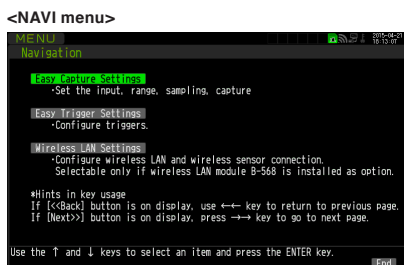 <NAVI menu>
MENU
2015-04-21
16:13:07
Navigation
Easy Capture Settings
・Set the input, range, sampling, capture
Easy Trigger Settings
・Configure triggers.
Wireless LAN Settings
・Configure wireless LAN and wireless sensor connection.
Selectable only if wireless LAN module B-568 is installed as option.
*Hints in key usage
If [<<Back] button is on display, use ←← key to return to previous page.
If [Next>>] button is on display, press →→ key to go to next page.
Use the ↑ and ↓ keys to select an item and press the ENTER key.
End